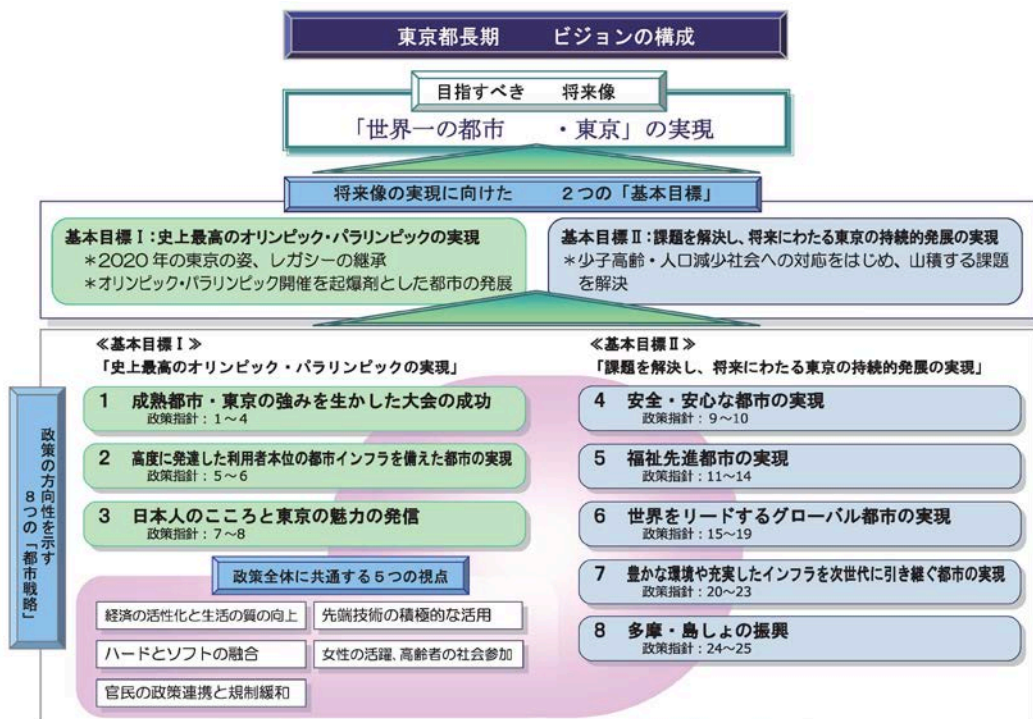 東京都長期　ビジョンの構成
目指すべき　将来像
「世界一の都市　・東京」の実現
将来像の実現に向けた　２つの「基本目標」
基本目標Ⅰ：史上最高のオリンピック・パラリンピックの実現
＊2020年の東京の姿、レガシーの継承
＊オリンピック・パラリンピック開催を起爆剤とした都市の発展
基本目標Ⅱ：課題を解決し、将来にわたる東京の持続的発展の実現
＊少子高齢・人口減少社会への対応をはじめ、山積する課題
を解決
政策の方向性を示す
８つの「都市戦略」
≪基本目標Ⅰ≫
「史上最高のオリンピック・パラリンピックの実現」
1　成熟都市・東京の強みを生かした大会の成功
政策指針：1～4
2　高度に発達した利用者本位の都市インフラを備えた都市の実現
政策指針：5～6
3　日本人のこころと東京の魅力の発信
政策指針：7～8
≪基本目標Ⅱ≫
「課題を解決し、将来にわたる東京の持続的発展の実現」
4　安全・安心な都市の実現
政策指針：9～10
5　福祉先進都市の実現
政策指針：11～14
6　世界をリードするグローバル都市の実現
政策指針：15～19
7　豊かな環境や充実したインフラを次世代に引き継ぐ都市の実現
政策指針：20～23
8　多摩・島しょの振興
政策指針：24～25
政策全体に共通する５つの視点
経済の活性化と生活の質の向上
先端技術の積極的な活用
ハードとソフトの融合
女性の活躍、高齢者の社会参加
官民の政策連携と規制緩和